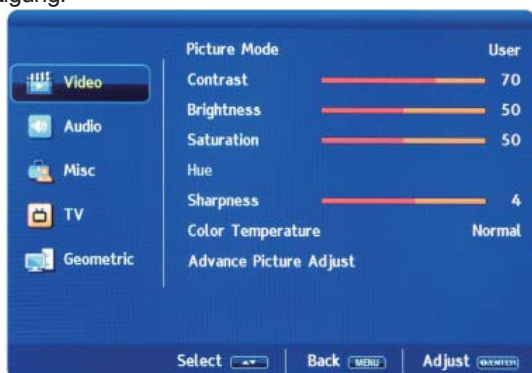 Picture Mode User
Video Contrast 70
Brightness 50
Audio Saturation 50
Misc Hue
Sharpness 4
TV Color Temperature Normal
Geometric Advance Picture Adjust
Select Back MENU Adjust